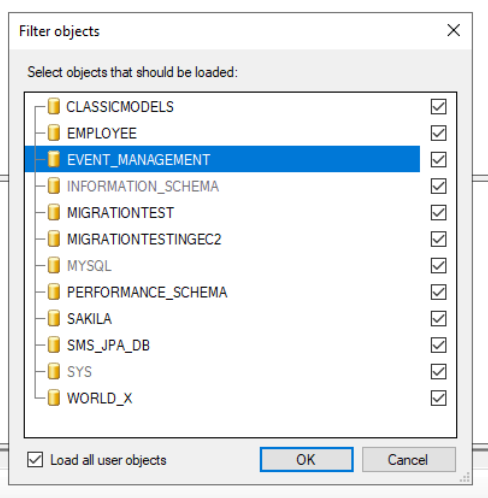 Filter objects
Select objects that should be loaded:
CLASSICMODELS
EMPLOYEE
EVENT_MANAGEMENT
INFORMATION_SCHEMA
MIGRATIONTEST
MIGRATIONTESTINGEC2
MYSQL
PERFORMANCE_SCHEMA
SAKILA
SMS_JPA_DB
SYS
WORLD_X
Load all user objects
OK
Cancel